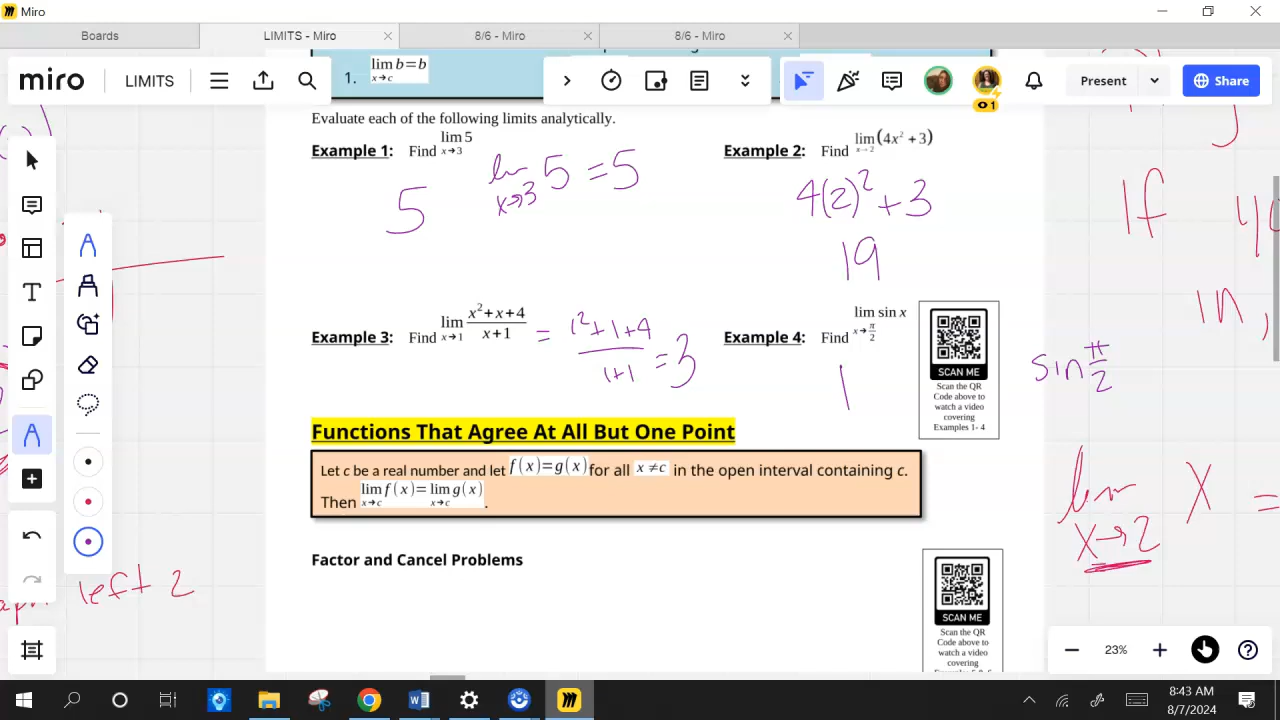 Miro
Boards
LIMITS - Miro
8/6 - Miro
8/6 - Miro
miro
LIMITS
1
Present
Share
1. lim b=b
x→c
Evaluate each of the following limits analytically.
Example 1: Find lim 5
x→3
lim 5 = 5
x→3
5
Example 2: Find lim (4x² + 3)
x→2
4(2)² + 3
19
If
in,
Example 3: Find lim x²+x+4 / x+1
x→1
= 1²+1+4 / 1+1 = 3
Example 4: Find lim sin x
x→π/2
1
sin π/2
SCAN ME
Scan the QR
Code above to
watch a video
covering
Examples 1- 4
Functions That Agree At All But One Point
Let c be a real number and let f(x)=g(x) for all x≠c in the open interval containing c.
Then lim f(x)=lim g(x).
x→c x→c
lim x =
x→2
Factor and Cancel Problems
left 2
SCAN ME
Scan the QR
Code above to
watch a video
covering
23%
8:43 AM
8/7/2024